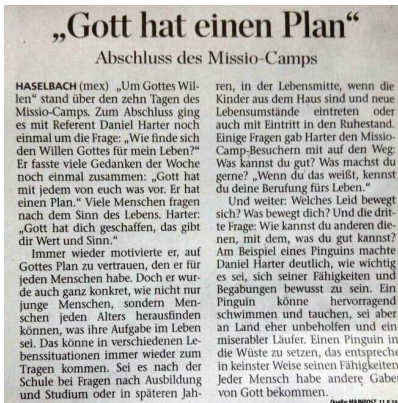 „Gott hat einen Plan“
Abschluss des Missio-Camps
HASELBACH (mex) „Um Gottes Wil-
len“ stand über den zehn Tagen des
Missio-Camps. Zum Abschluss ging
es mit Referent Daniel Harter noch
einmal um die Frage: „Wie finde sich
den Willen Gottes für mein Leben?“
Er fasste viele Gedanken der Woche
noch einmal zusammen: „Gott hat
mit jedem von euch was vor. Er hat
einen Plan.“ Viele Menschen fragen
nach dem Sinn des Lebens. Harter:
„Gott hat dich geschaffen, das gibt
dir Wert und Sinn.“
Immer wieder motivierte er, auf
Gottes Plan zu vertrauen, den er für
jeden Menschen habe. Doch er wur-
de auch ganz konkret, wie nicht nur
junge Menschen, sondern Men-
schen jeden Alters herausfinden
können, was ihre Aufgabe im Leben
sei. Das könne in verschiedenen Le-
benssituationen immer wieder zum
Tragen kommen. Sei es nach der
Schule bei Fragen nach Ausbildung
und Studium oder in späteren Jah-
ren, in der Lebensmitte, wenn die
Kinder aus dem Haus sind und neue
Lebensumstände eintreten oder
auch mit Eintritt in den Ruhestand.
Einige Fragen gab Harter den Missio-
Camp-Besuchern mit auf den Weg:
Was kannst du gut? Was machst du
gerne? „Wenn du das weißt, kennst
du deine Berufung fürs Leben.“
Und weiter: Welches Leid bewegt
sich? Was bewegt dich? Und die drit-
te Frage: Wie kannst du anderen die-
nen, mit dem, was du gut kannst?
Am Beispiel eines Pinguins machte
Daniel Harter deutlich, wie wichtig
es sei, sich seiner Fähigkeiten und
Begabungen bewusst zu sein. Ein
Pinguin könne hervorragend
schwimmen und tauchen, sei aber
an Land eher unbeholfen und ein
miserabler Läufer. Einen Pinguin in
die Wüste zu setzen, das entspreche
in keinster Weise seinen Fähigkeiten
Jeder Mensch habe andere Gaben
von Gott bekommen.
Quelle: MAINPOST,